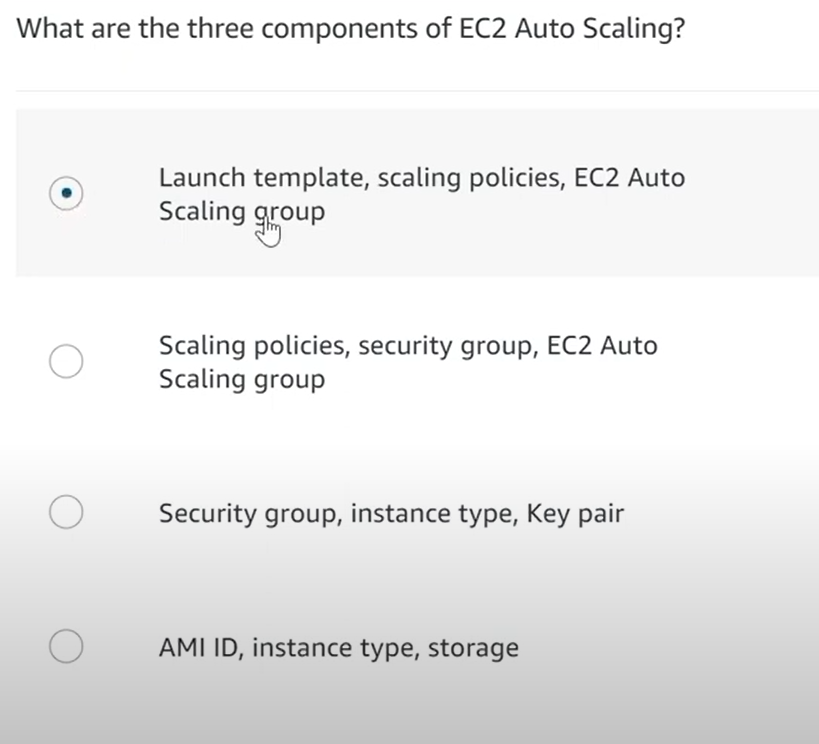 What are the three components of EC2 Auto Scaling?
Launch template, scaling policies, EC2 Auto
Scaling group
Scaling policies, security group, EC2 Auto
Scaling group
Security group, instance type, Key pair
AMI ID, instance type, storage